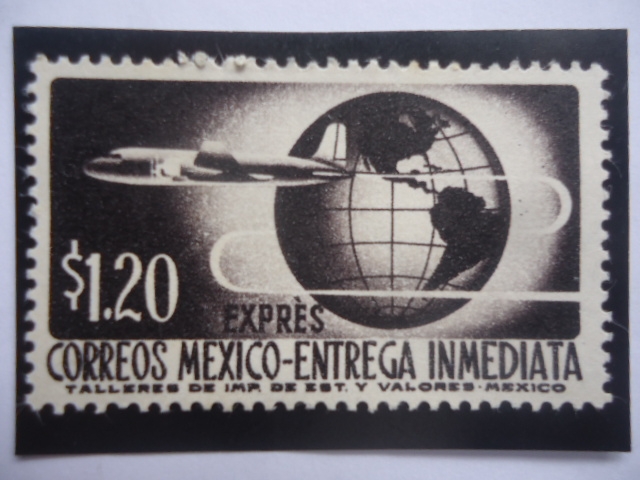 $1.20
EXPRÈS
CORREOS MEXICO-ENTREGA INMEDIATA
TALLERES DE IMP. DE EST. Y VALORES-MEXICO